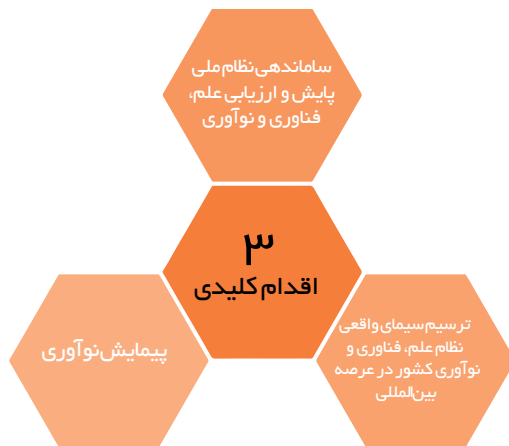 ساماندهی نظام ملی
پایش و ارزیابی علم،
فناوری و نوآوری
۳
اقدام کلیدی
ترسیم سیمای واقعی
نظام علم، فناوری و
نوآوری کشور در عرصه
بین‌المللی
پیمایش نوآوری